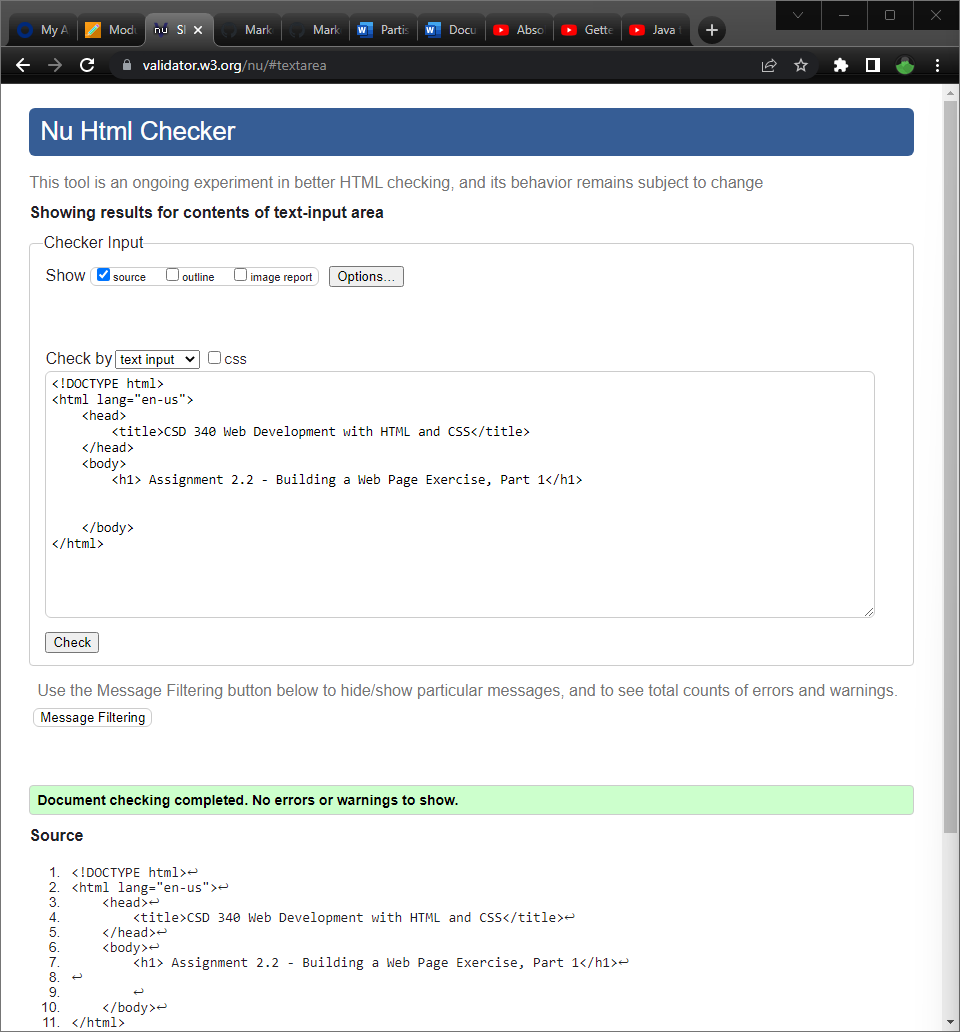 My A
Modu
nu
Sh
Mark
Mark
Partis
Docu
Abso
Gette
Java
validator.w3.org/nu/#textarea
Nu Html Checker
This tool is an ongoing experiment in better HTML checking, and its behavior remains subject to change
Showing results for contents of text-input area
Checker Input
Show source outline image report Options...
Check by text input css
<!DOCTYPE html>
<html lang="en-us">
    <head>
        <title>CSD 340 Web Development with HTML and CSS</title>
    </head>
    <body>
        <h1> Assignment 2.2 - Building a Web Page Exercise, Part 1</h1>
    </body>
</html>
Check
Use the Message Filtering button below to hide/show particular messages, and to see total counts of errors and warnings.
Message Filtering
Document checking completed. No errors or warnings to show.
Source
1. <!DOCTYPE html>↩
2. <html lang="en-us">↩
3.     <head>↩
4.         <title>CSD 340 Web Development with HTML and CSS</title>↩
5.     </head>↩
6.     <body>↩
7.         <h1> Assignment 2.2 - Building a Web Page Exercise, Part 1</h1>↩
8. ↩
9.         ↩
10.     </body>↩
11. </html>